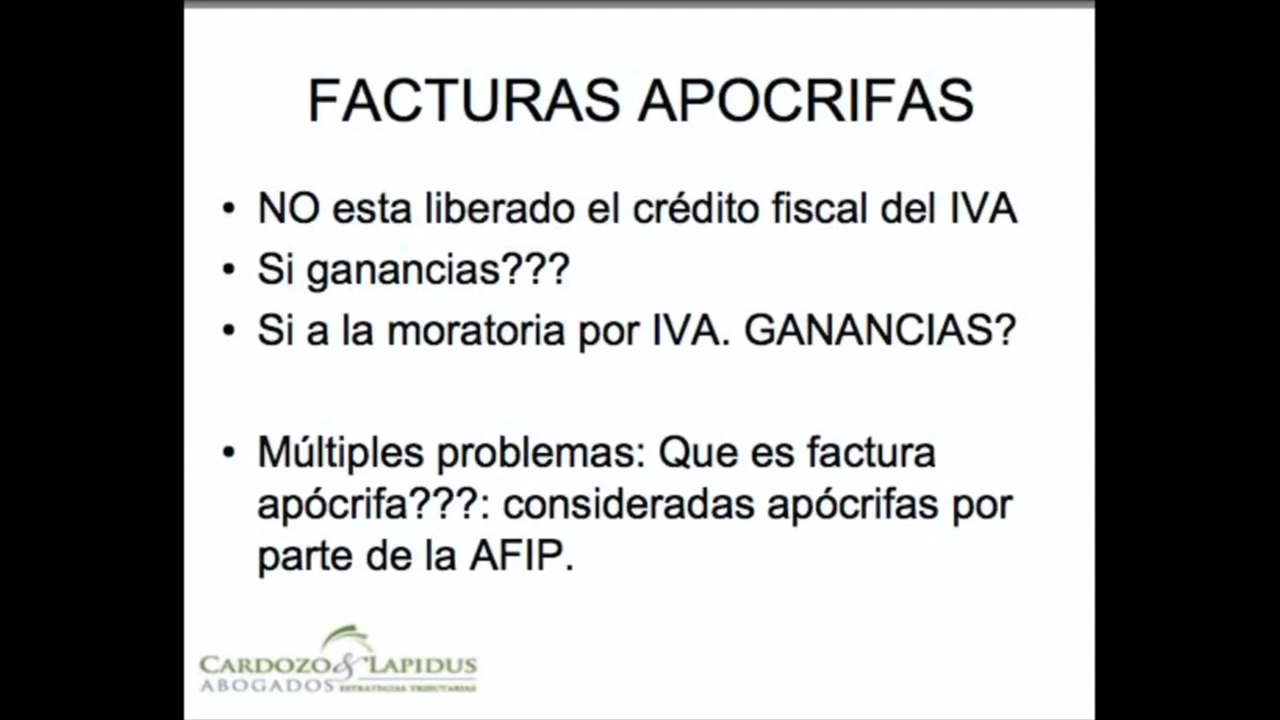 FACTURAS APOCRIFAS
• NO esta liberado el crédito fiscal del IVA
• Si ganancias???
• Si a la moratoria por IVA. GANANCIAS?
• Múltiples problemas: Que es factura
apócrifa???: consideradas apócrifas por
parte de la AFIP.
CARDOZO & LAPIDUS
ABOGADOS ESTRATEGIAS TRIBUTARIAS